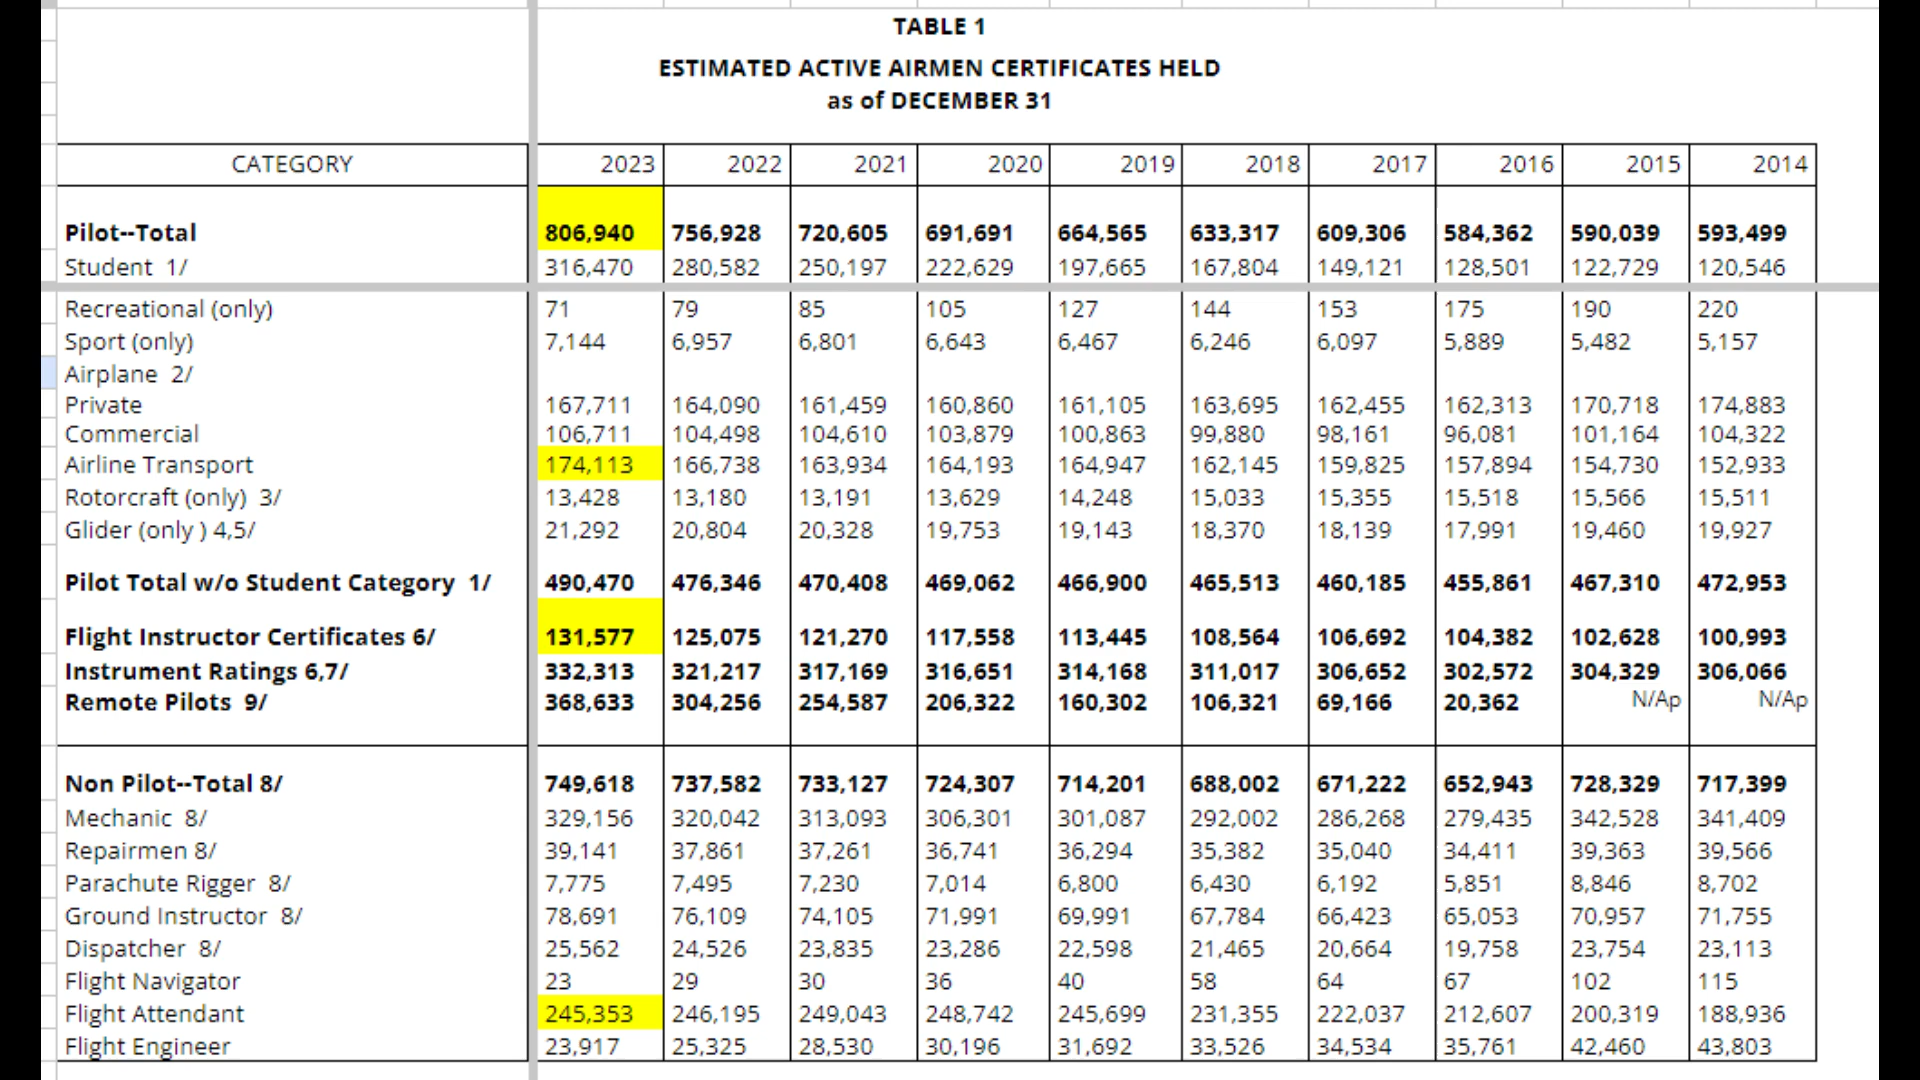 TABLE 1
ESTIMATED ACTIVE AIRMEN CERTIFICATES HELD
as of DECEMBER 31
CATEGORY 2023 2022 2021 2020 2019 2018 2017 2016 2015 2014
Pilot--Total 806,940 756,928 720,605 691,691 664,565 633,317 609,306 584,362 590,039 593,499
Student 1/ 316,470 280,582 250,197 222,629 197,665 167,804 149,121 128,501 122,729 120,546
Recreational (only) 71 79 85 105 127 144 153 175 190 220
Sport (only) 7,144 6,957 6,801 6,643 6,467 6,246 6,097 5,889 5,482 5,157
Airplane 2/
Private 167,711 164,090 161,459 160,860 161,105 163,695 162,455 162,313 170,718 174,883
Commercial 106,711 104,498 104,610 103,879 100,863 99,880 98,161 96,081 101,164 104,322
Airline Transport 174,113 166,738 163,934 164,193 164,947 162,145 159,825 157,894 154,730 152,933
Rotorcraft (only) 3/ 13,428 13,180 13,191 13,629 14,248 15,033 15,355 15,518 15,566 15,511
Glider (only ) 4,5/ 21,292 20,804 20,328 19,753 19,143 18,370 18,139 17,991 19,460 19,927
Pilot Total w/o Student Category 1/ 490,470 476,346 470,408 469,062 466,900 465,513 460,185 455,861 467,310 472,953
Flight Instructor Certificates 6/ 131,577 125,075 121,270 117,558 113,445 108,564 106,692 104,382 102,628 100,993
Instrument Ratings 6,7/ 332,313 321,217 317,169 316,651 314,168 311,017 306,652 302,572 304,329 306,066
Remote Pilots 9/ 368,633 304,256 254,587 206,322 160,302 106,321 69,166 20,362 N/Ap N/Ap
Non Pilot--Total 8/ 749,618 737,582 733,127 724,307 714,201 688,002 671,222 652,943 728,329 717,399
Mechanic 8/ 329,156 320,042 313,093 306,301 301,087 292,002 286,268 279,435 342,528 341,409
Repairmen 8/ 39,141 37,861 37,261 36,741 36,294 35,382 35,040 34,411 39,363 39,566
Parachute Rigger 8/ 7,775 7,495 7,230 7,014 6,800 6,430 6,192 5,851 8,846 8,702
Ground Instructor 8/ 78,691 76,109 74,105 71,991 69,991 67,784 66,423 65,053 70,957 71,755
Dispatcher 8/ 25,562 24,526 23,835 23,286 22,598 21,465 20,664 19,758 23,754 23,113
Flight Navigator 23 29 30 36 40 58 64 67 102 115
Flight Attendant 245,353 246,195 249,043 248,742 245,699 231,355 222,037 212,607 200,319 188,936
Flight Engineer 23,917 25,325 28,530 30,196 31,692 33,526 34,534 35,761 42,460 43,803